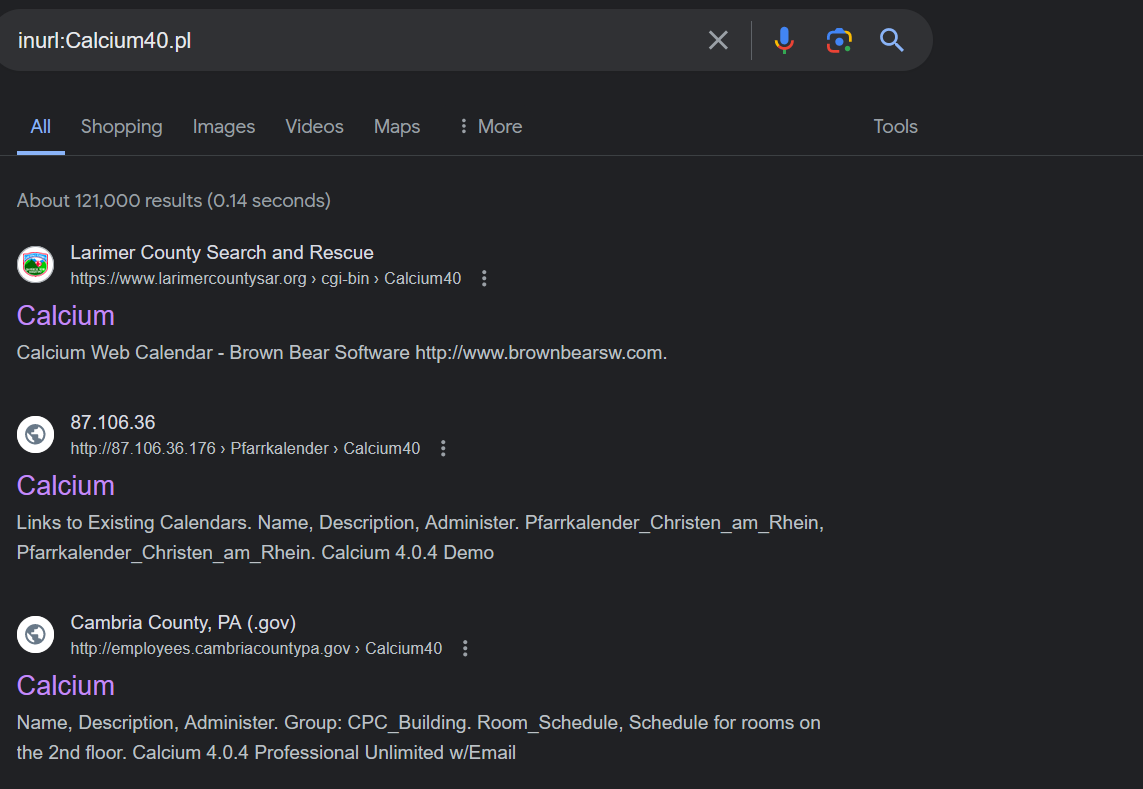 inurl:Calcium40.pl
All Shopping Images Videos Maps More Tools
About 121,000 results (0.14 seconds)
Larimer County Search and Rescue
https://www.larimercountysar.org › cgi-bin › Calcium40
Calcium
Calcium Web Calendar - Brown Bear Software http://www.brownbearsw.com.
87.106.36
http://87.106.36.176 › Pfarrkalender › Calcium40
Calcium
Links to Existing Calendars. Name, Description, Administer. Pfarrkalender_Christen_am_Rhein,
Pfarrkalender_Christen_am_Rhein. Calcium 4.0.4 Demo
Cambria County, PA (.gov)
http://employees.cambriacountypa.gov › Calcium40
Calcium
Name, Description, Administer. Group: CPC_Building. Room_Schedule, Schedule for rooms on
the 2nd floor. Calcium 4.0.4 Professional Unlimited w/Email